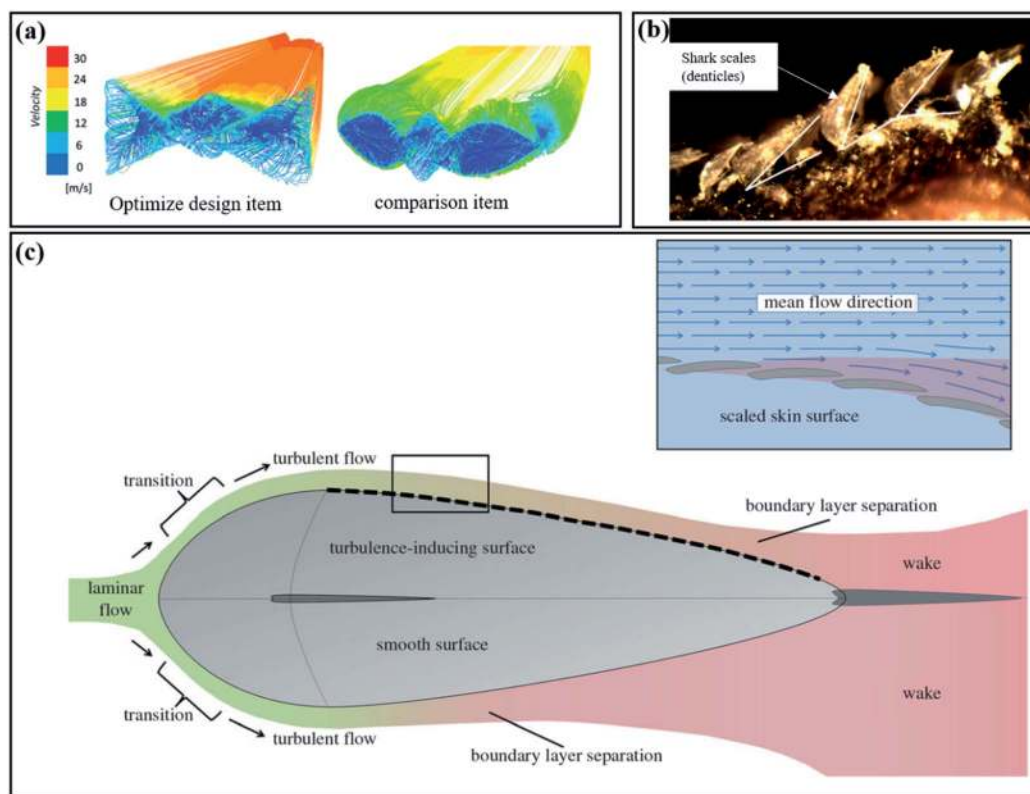 (a)
Velocity
30
24
18
12
6
0
[m/s]
Optimize design item
comparison item
(b)
Shark scales
(denticles)
(c)
mean flow direction
scaled skin surface
turbulent flow
transition
boundary layer separation
turbulence-inducing surface
wake
laminar
flow
smooth surface
wake
transition
turbulent flow
boundary layer separation